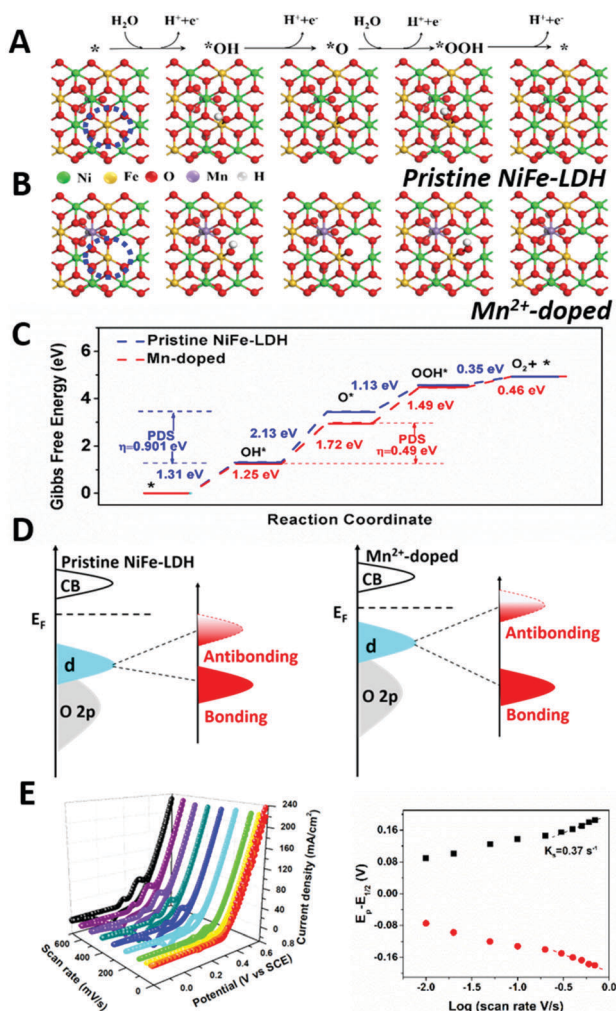 A
H₂O H⁺+e⁻ H⁺+e⁻ H₂O H⁺+e⁻ H⁺+e⁻
* *OH *O *OOH *
Ni Fe O Mn H
Pristine NiFe-LDH
B
Mn²⁺-doped
C
Pristine NiFe-LDH
Mn-doped
Gibbs Free Energy (eV)
6
4
2
0
PDS
η=0.901 eV
1.31 eV
*
OH*
1.25 eV
2.13 eV
O*
1.72 eV
1.13 eV
OOH*
1.49 eV
PDS
η=0.49 eV
0.35 eV
O₂+ *
0.46 eV
Reaction Coordinate
D
Pristine NiFe-LDH
CB
E_F
d
O 2p
Antibonding
Bonding
Mn²⁺-doped
CB
E_F
d
O 2p
Antibonding
Bonding
E
240
200
160
120
80
40
0
Current density (mA/cm²)
600
400
200
0
Scan rate (mV/s)
0.0 0.2 0.4 0.6 0.8
Potential (V vs SCE)
E_p-E_1/2 (V)
0.16
0.08
0.00
-0.08
-0.16
K_s=0.37 s⁻¹
-2.0 -1.5 -1.0 -0.5 0.0
Log (scan rate V/s)